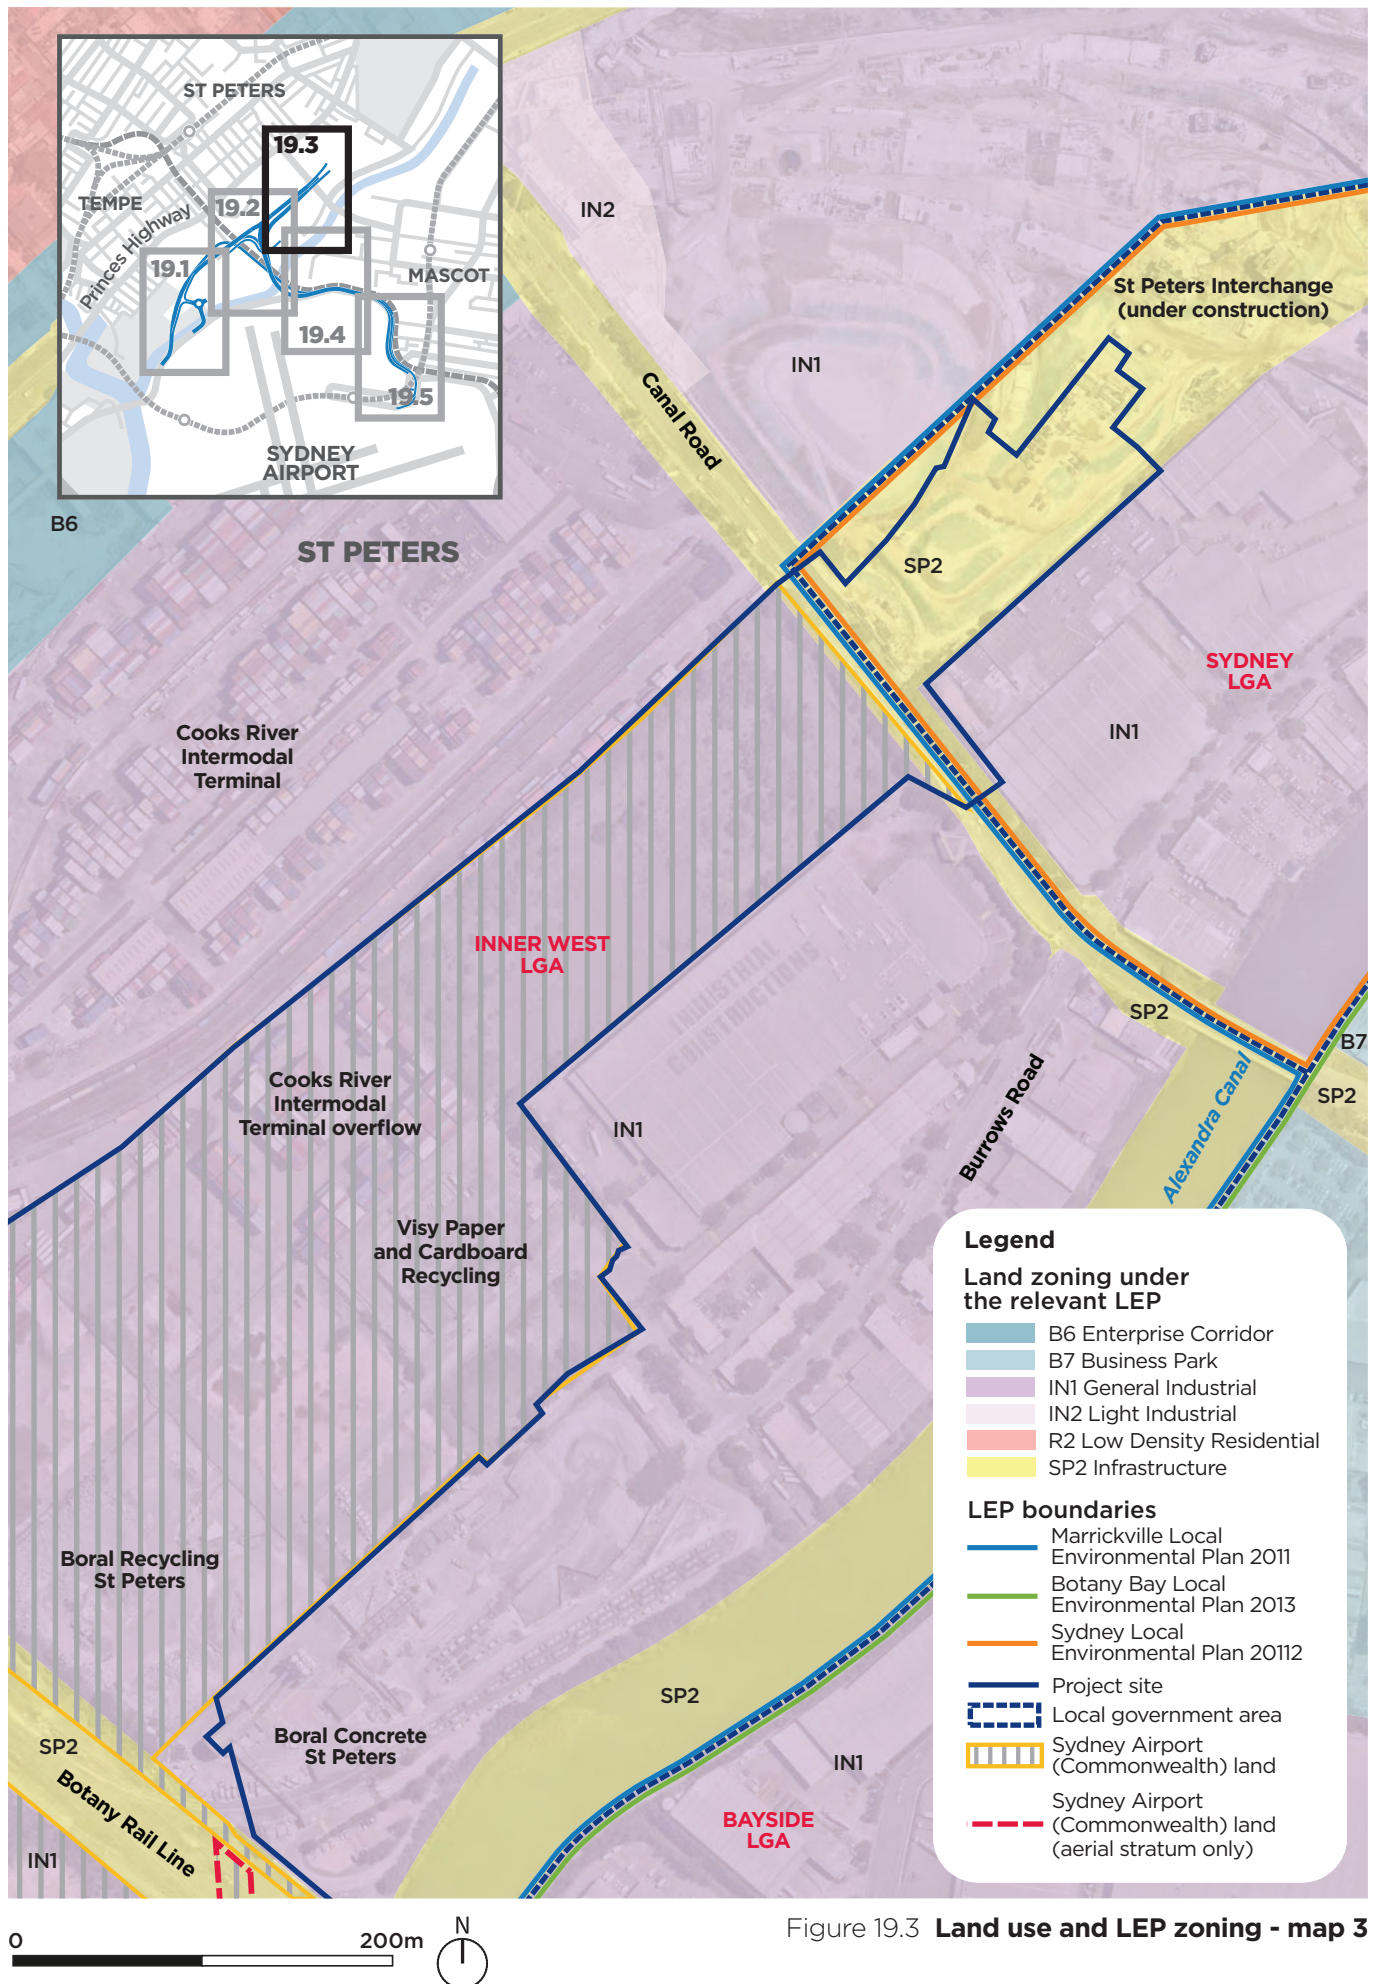 ST PETERS
19.3
TEMPE
19.2
Princes Highway
19.1
MASCOT
19.4
19.5
SYDNEY
AIRPORT
IN2
St Peters Interchange
(under construction)
IN1
Canal Road
B6
ST PETERS
SP2
SYDNEY
LGA
IN1
Cooks River
Intermodal
Terminal
INNER WEST
LGA
SP2
B7
Cooks River
Intermodal
Terminal overflow
IN1
Burrows Road
Alexandra Canal
SP2
Visy Paper
and Cardboard
Recycling
Boral Recycling
St Peters
SP2
Boral Concrete
St Peters
SP2
Botany Rail Line
IN1
IN1
BAYSIDE
LGA
Legend
Land zoning under
the relevant LEP
B6 Enterprise Corridor
B7 Business Park
IN1 General Industrial
IN2 Light Industrial
R2 Low Density Residential
SP2 Infrastructure
LEP boundaries
Marrickville Local
Environmental Plan 2011
Botany Bay Local
Environmental Plan 2013
Sydney Local
Environmental Plan 20112
Project site
Local government area
Sydney Airport
(Commonwealth) land
Sydney Airport
(Commonwealth) land
(aerial stratum only)
0 200m
N
Figure 19.3 Land use and LEP zoning - map 3